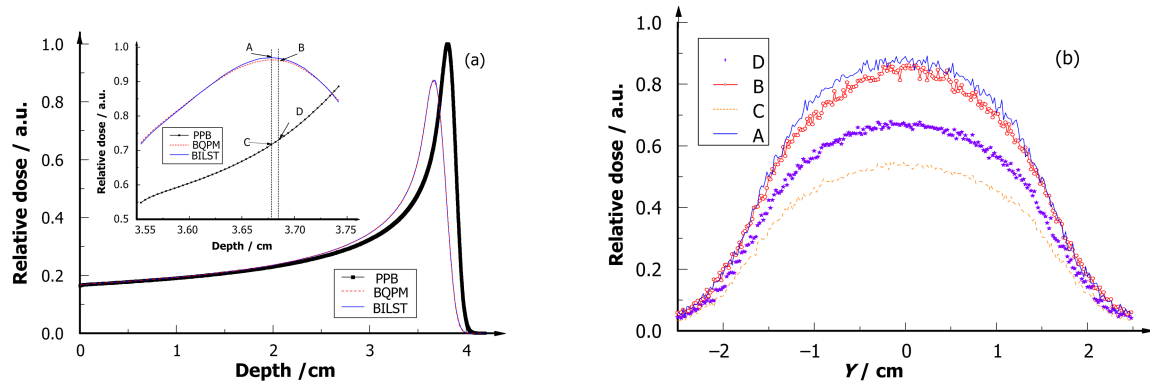 (a)
Relative dose / a.u.
1.0
0.8
0.6
0.4
0.2
0.0
0
1
2
3
4
Depth /cm
PPB
BQPM
BILST
Relative dose / a.u.
1.0
0.9
0.8
0.7
0.6
0.5
3.55
3.60
3.65
3.70
3.75
Depth / cm
A
B
C
D
PPB
BQPM
BILST
(b)
Relative dose / a.u.
1.0
0.8
0.6
0.4
0.2
0.0
−2
−1
0
1
2
Y / cm
D
B
C
A